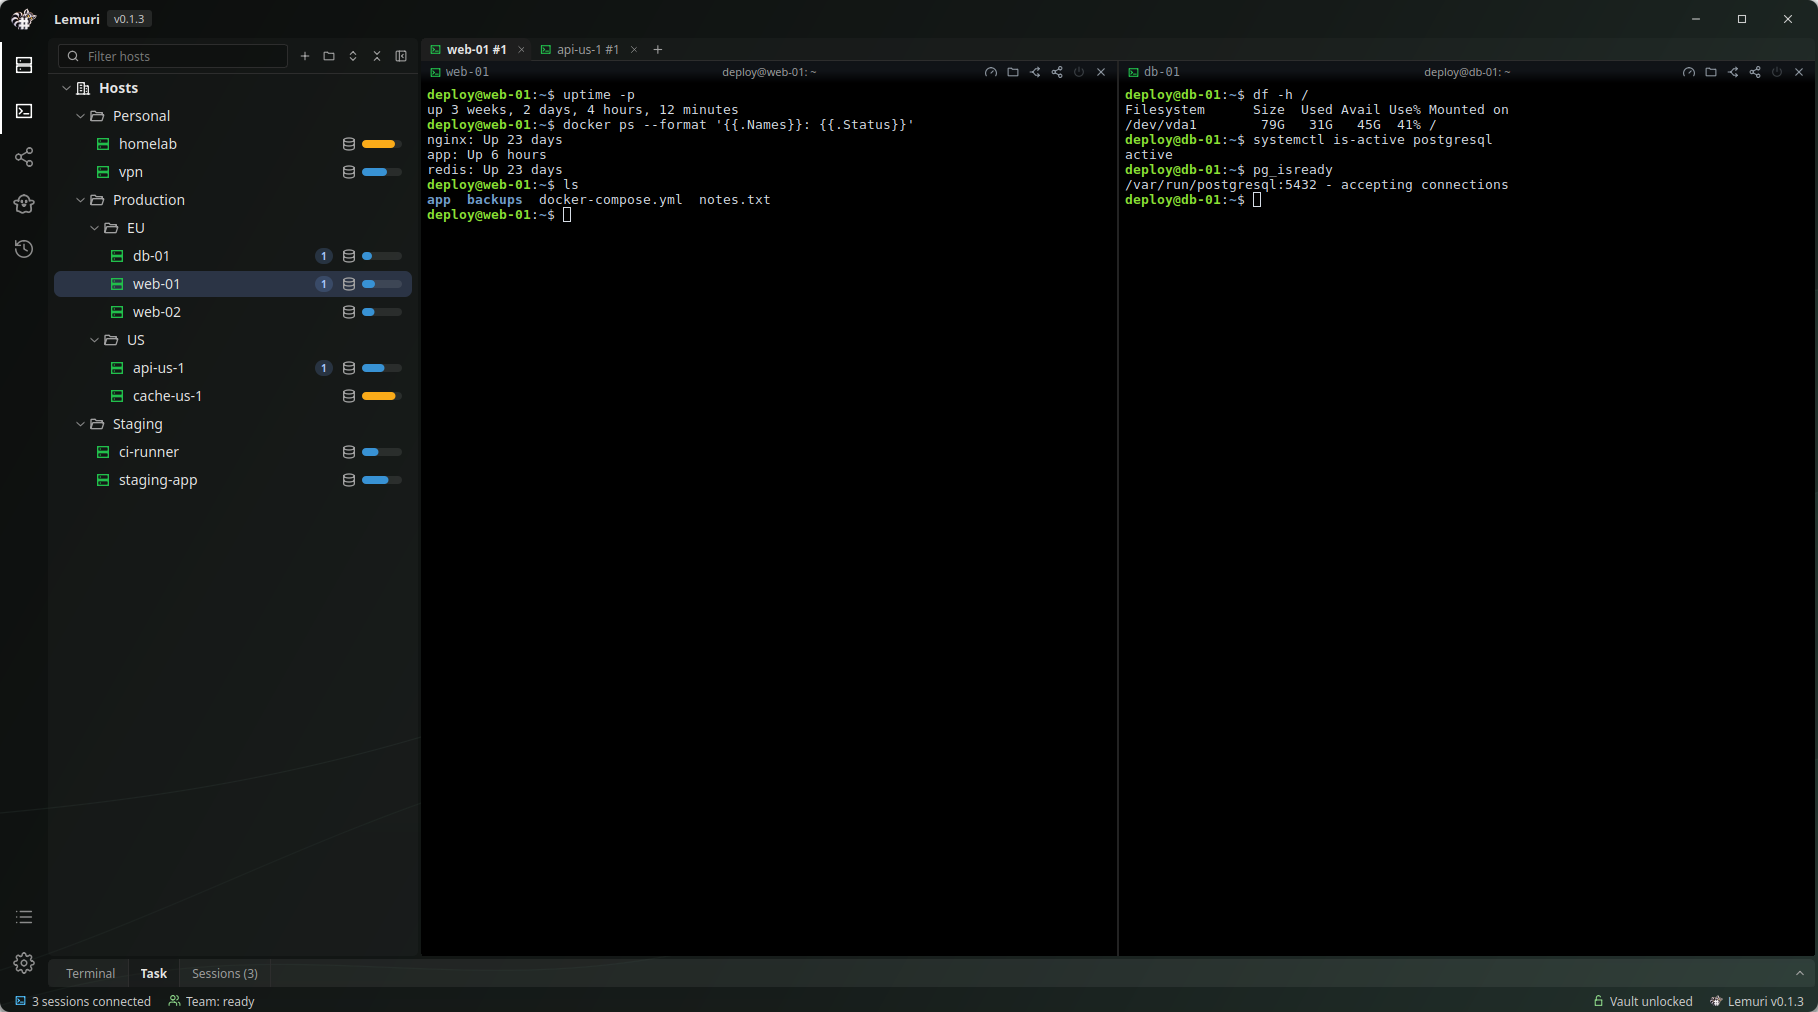 Lemuri v0.1.3
Filter hosts
Hosts
Personal
homelab
vpn
Production
EU
db-01 1
web-01 1
web-02
US
api-us-1 1
cache-us-1
Staging
ci-runner
staging-app
web-01 #1 api-us-1 #1
web-01 deploy@web-01: ~
deploy@web-01:~$ uptime -p
up 3 weeks, 2 days, 4 hours, 12 minutes
deploy@web-01:~$ docker ps --format '{{.Names}}: {{.Status}}'
nginx: Up 23 days
app: Up 6 hours
redis: Up 23 days
deploy@web-01:~$ ls
app  backups  docker-compose.yml  notes.txt
deploy@web-01:~$
db-01 deploy@db-01: ~
deploy@db-01:~$ df -h /
Filesystem      Size  Used Avail Use% Mounted on
/dev/vda1        79G   31G   45G  41% /
deploy@db-01:~$ systemctl is-active postgresql
active
deploy@db-01:~$ pg_isready
/var/run/postgresql:5432 - accepting connections
deploy@db-01:~$
Terminal Task Sessions (3)
3 sessions connected Team: ready Vault unlocked Lemuri v0.1.3